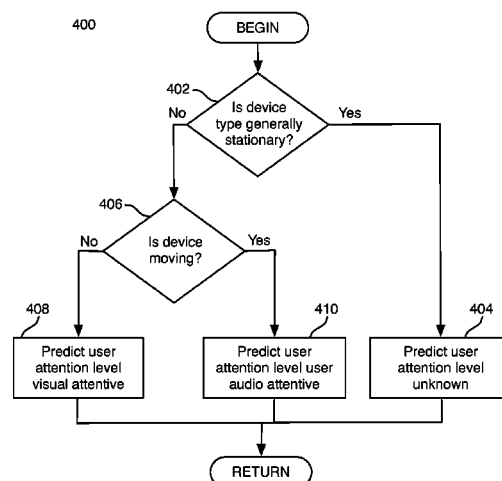 400
BEGIN
402
Is device
type generally
stationary?
No
Yes
406
Is device
moving?
No
Yes
408
Predict user
attention level
visual attentive
410
Predict user
attention level user
audio attentive
404
Predict user
attention level
unknown
RETURN